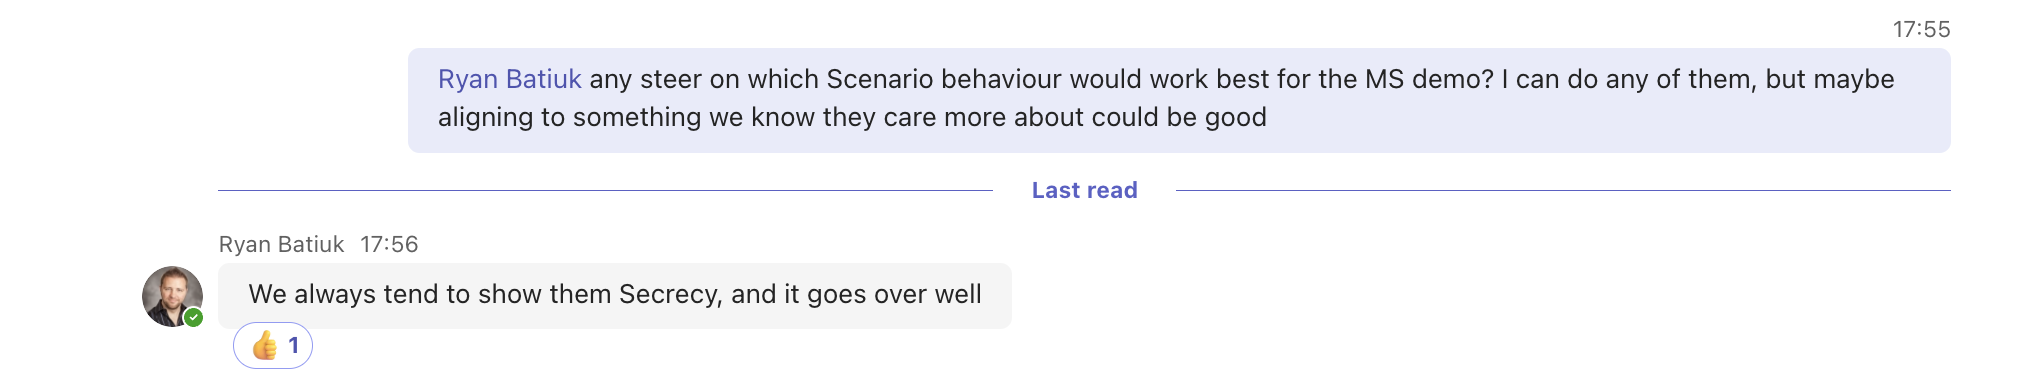 17:55
Ryan Batiuk any steer on which Scenario behaviour would work best for the MS demo? I can do any of them, but maybe
aligning to something we know they care more about could be good
Last read
Ryan Batiuk 17:56
We always tend to show them Secrecy, and it goes over well
👍 1